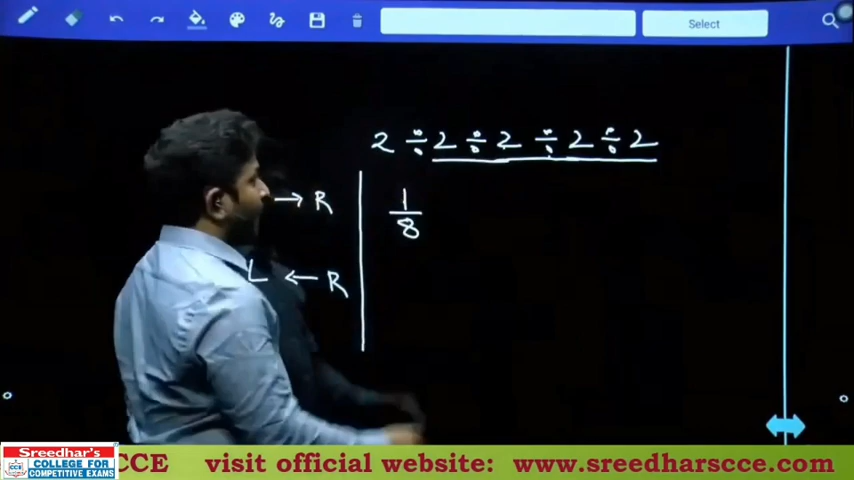 Select
2 ÷ 2 ÷ 2 ÷ 2 ÷ 2
→ R
1
8
L ← R
Sreedhar's
CCE
COLLEGE FOR
COMPETITIVE EXAMS
CCE visit official website: www.sreedharscce.com